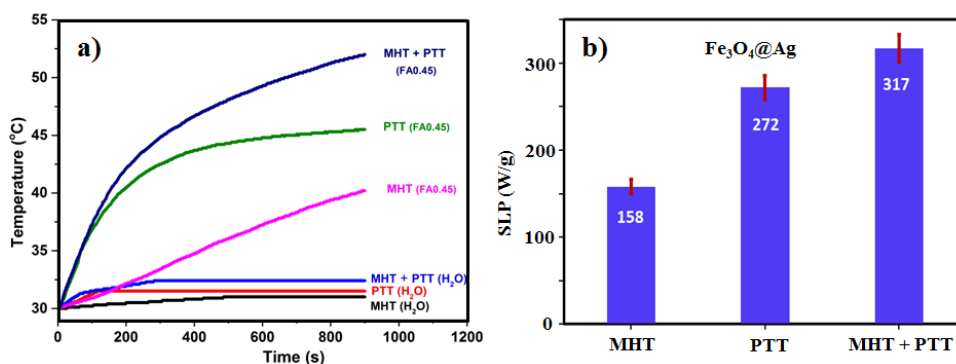 a)
Temperature (°C)
55
50
45
40
35
30
MHT + PTT
(FA0.45)
PTT (FA0.45)
MHT (FA0.45)
MHT + PTT (H₂O)
PTT (H₂O)
MHT (H₂O)
0 200 400 600 800 1000 1200
Time (s)
b)
Fe₃O₄@Ag
SLP (W/g)
300
200
100
0
158
272
317
MHT PTT MHT + PTT